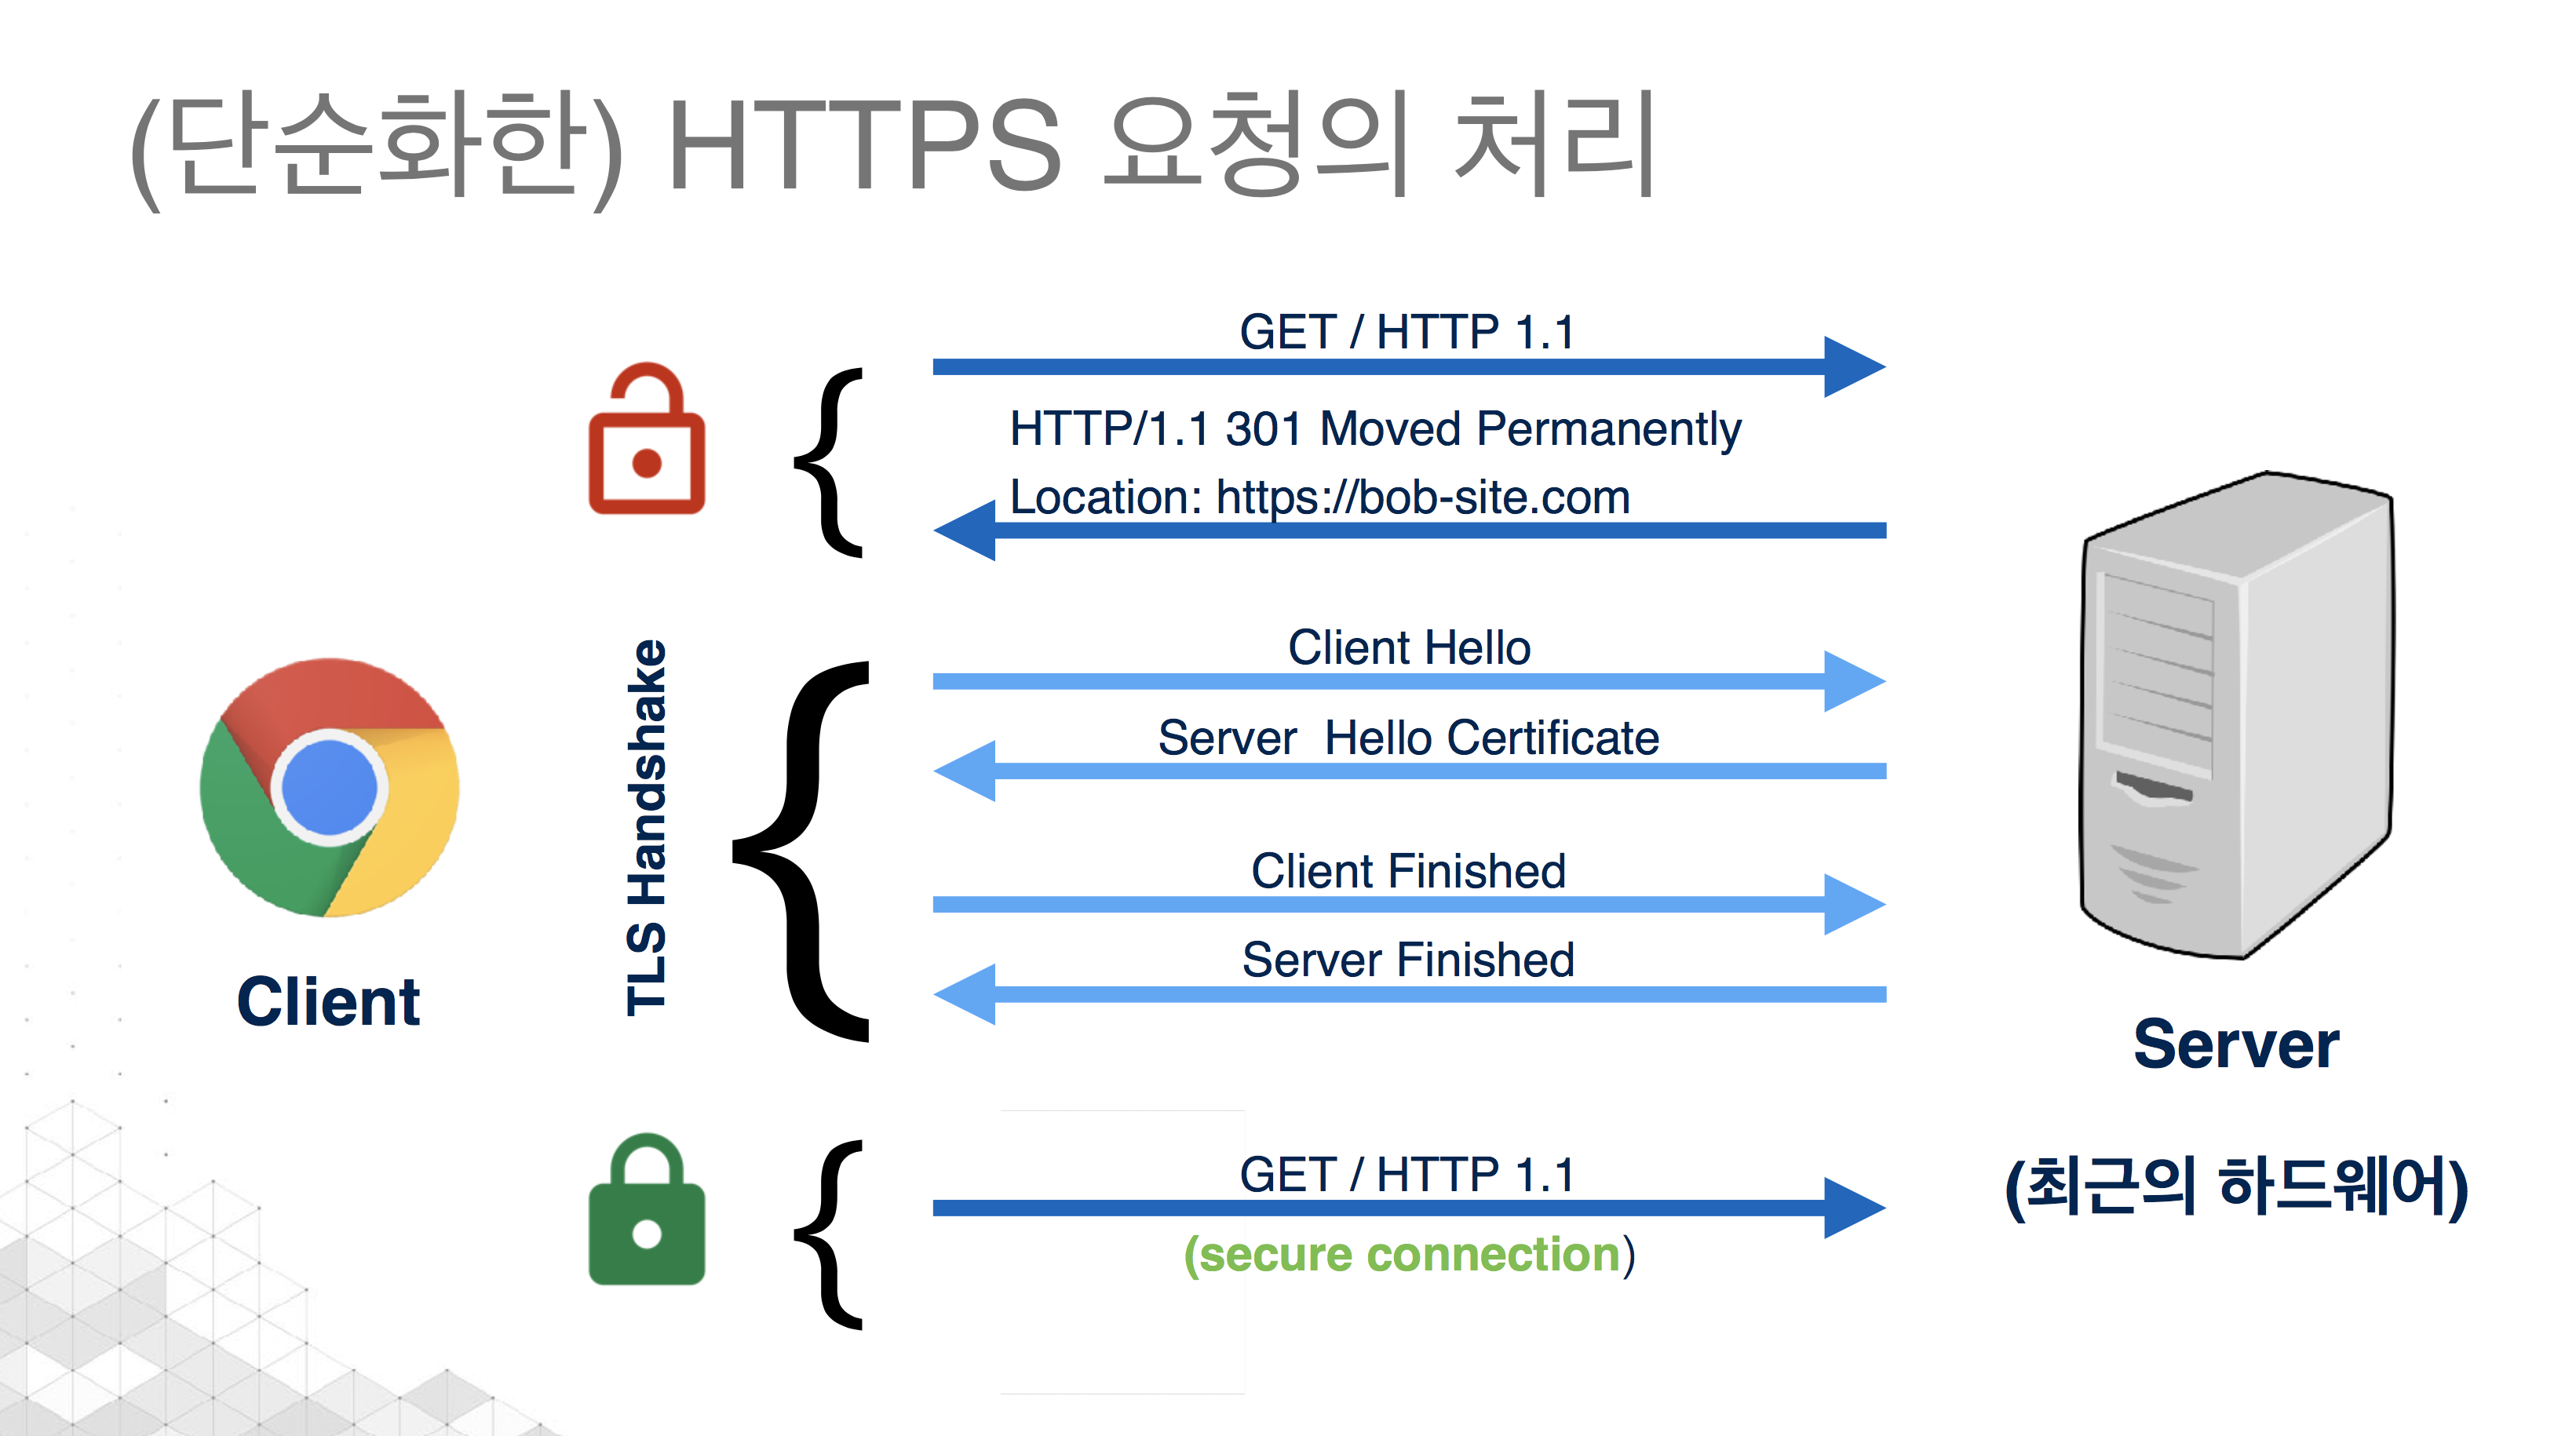 (단순화한) HTTPS 요청의 처리
GET / HTTP 1.1
HTTP/1.1 301 Moved Permanently
Location: https://bob-site.com
TLS Handshake
Client Hello
Server  Hello Certificate
Client Finished
Server Finished
Client
Server
(최근의 하드웨어)
GET / HTTP 1.1
(secure connection)